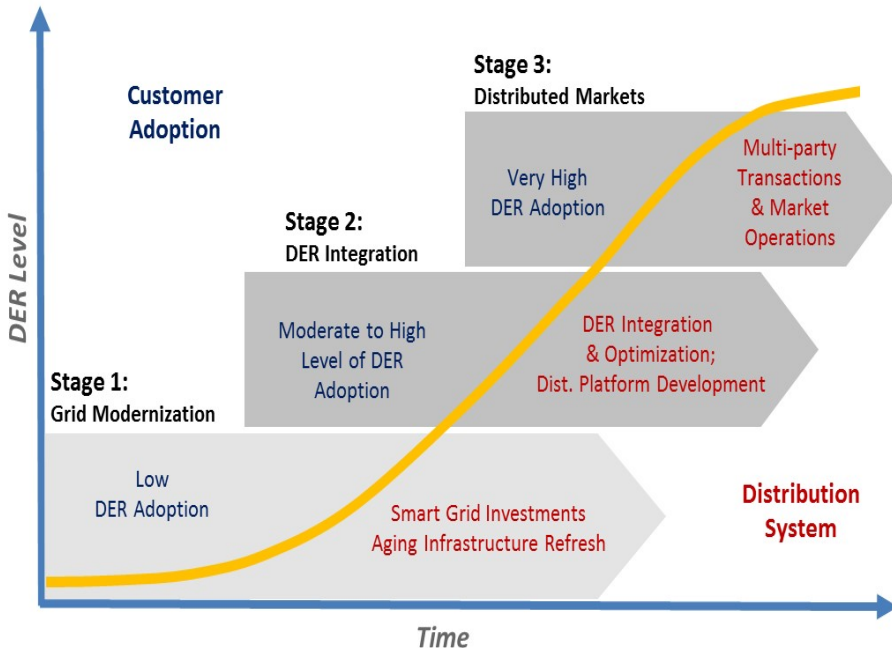 Customer
Adoption
Stage 3:
Distributed Markets
Very High
DER Adoption
Multi-party
Transactions
& Market
Operations
Stage 2:
DER Integration
Moderate to High
Level of DER
Adoption
DER Integration
& Optimization;
Dist. Platform Development
Stage 1:
Grid Modernization
Low
DER Adoption
Smart Grid Investments
Aging Infrastructure Refresh
Distribution
System
DER Level
Time